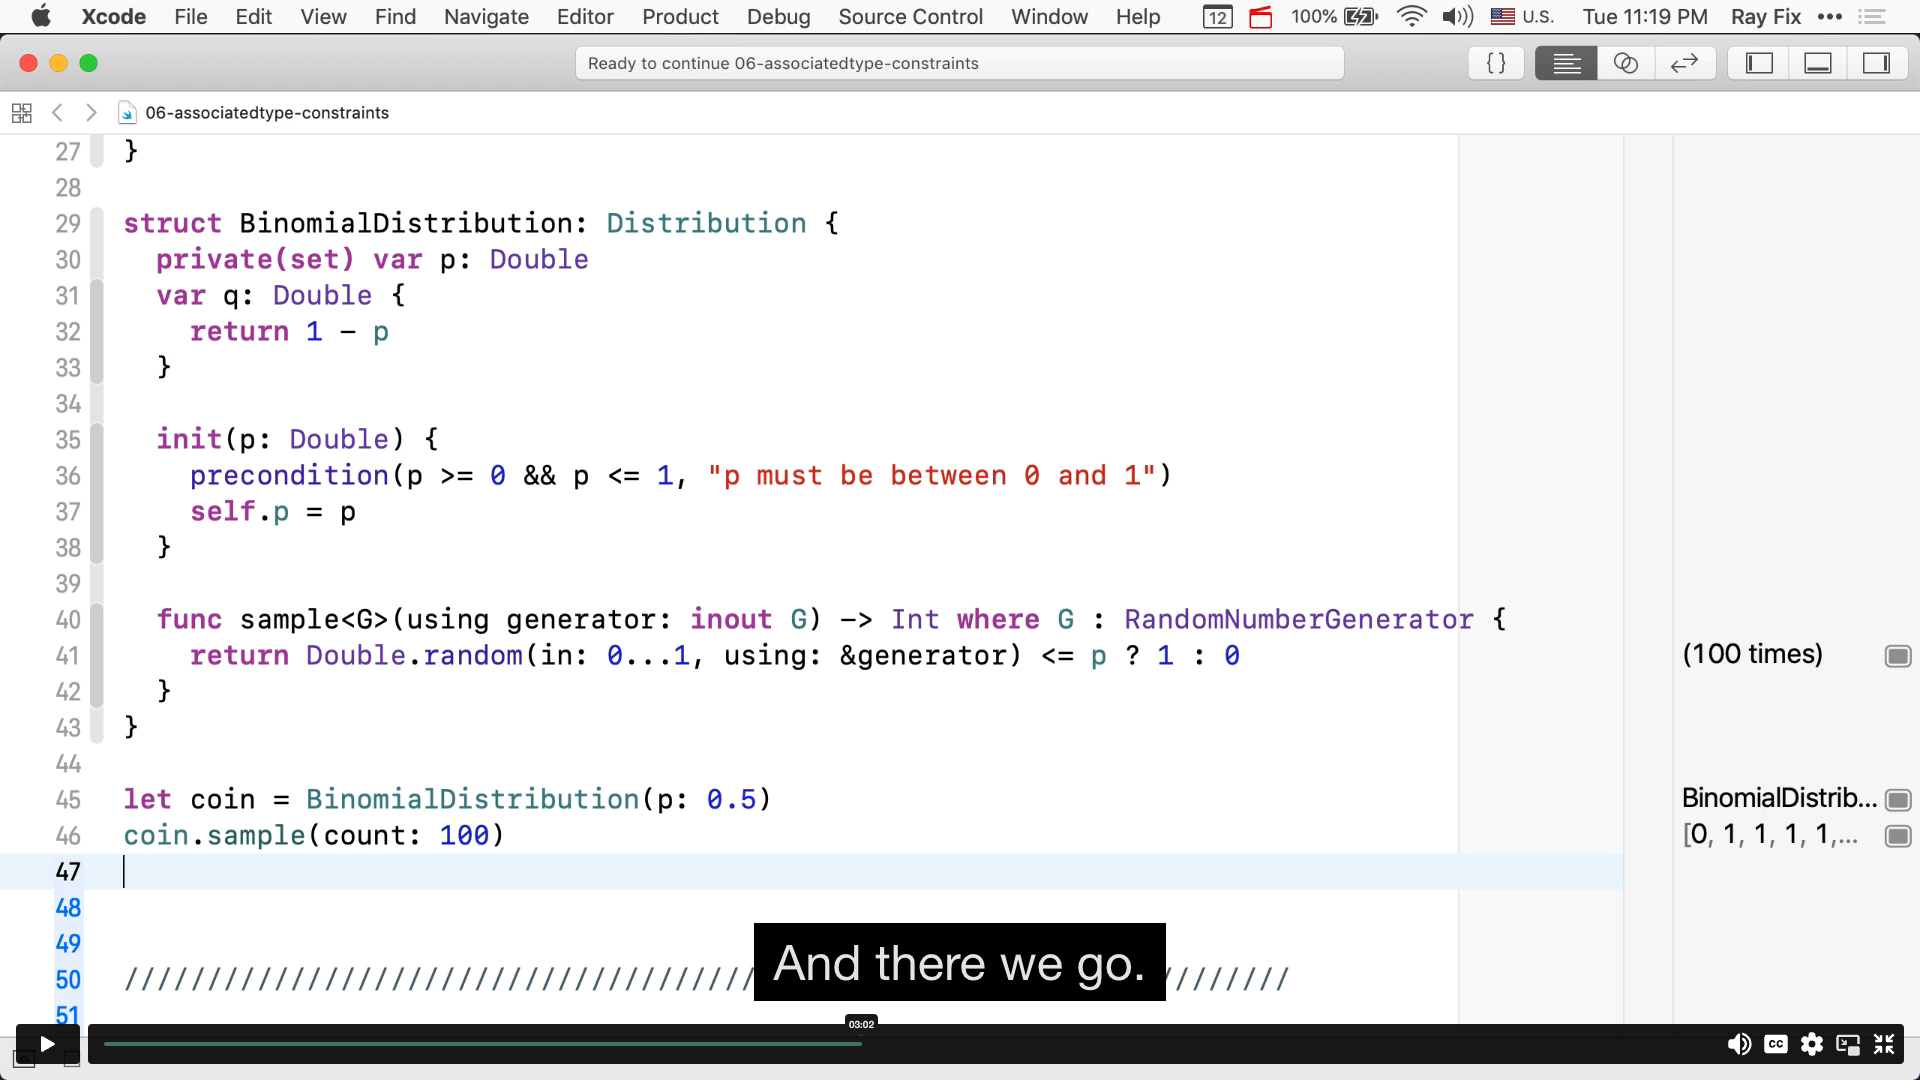 Xcode File Edit View Find Navigate Editor Product Debug Source Control Window Help 12 100% U.S. Tue 11:19 PM Ray Fix
Ready to continue 06-associatedtype-constraints {}
06-associatedtype-constraints
27 }
28
29 struct BinomialDistribution: Distribution {
30 private(set) var p: Double
31 var q: Double {
32 return 1 - p
33 }
34
35 init(p: Double) {
36 precondition(p >= 0 && p <= 1, "p must be between 0 and 1")
37 self.p = p
38 }
39
40 func sample<G>(using generator: inout G) -> Int where G : RandomNumberGenerator {
41 return Double.random(in: 0...1, using: &generator) <= p ? 1 : 0 (100 times)
42 }
43 }
44
45 let coin = BinomialDistribution(p: 0.5) BinomialDistrib...
46 coin.sample(count: 100) [0, 1, 1, 1, 1,...
47
48
49
And there we go.
50 //////////////////////////////////////////////////////////////////////
51
03:02
CC